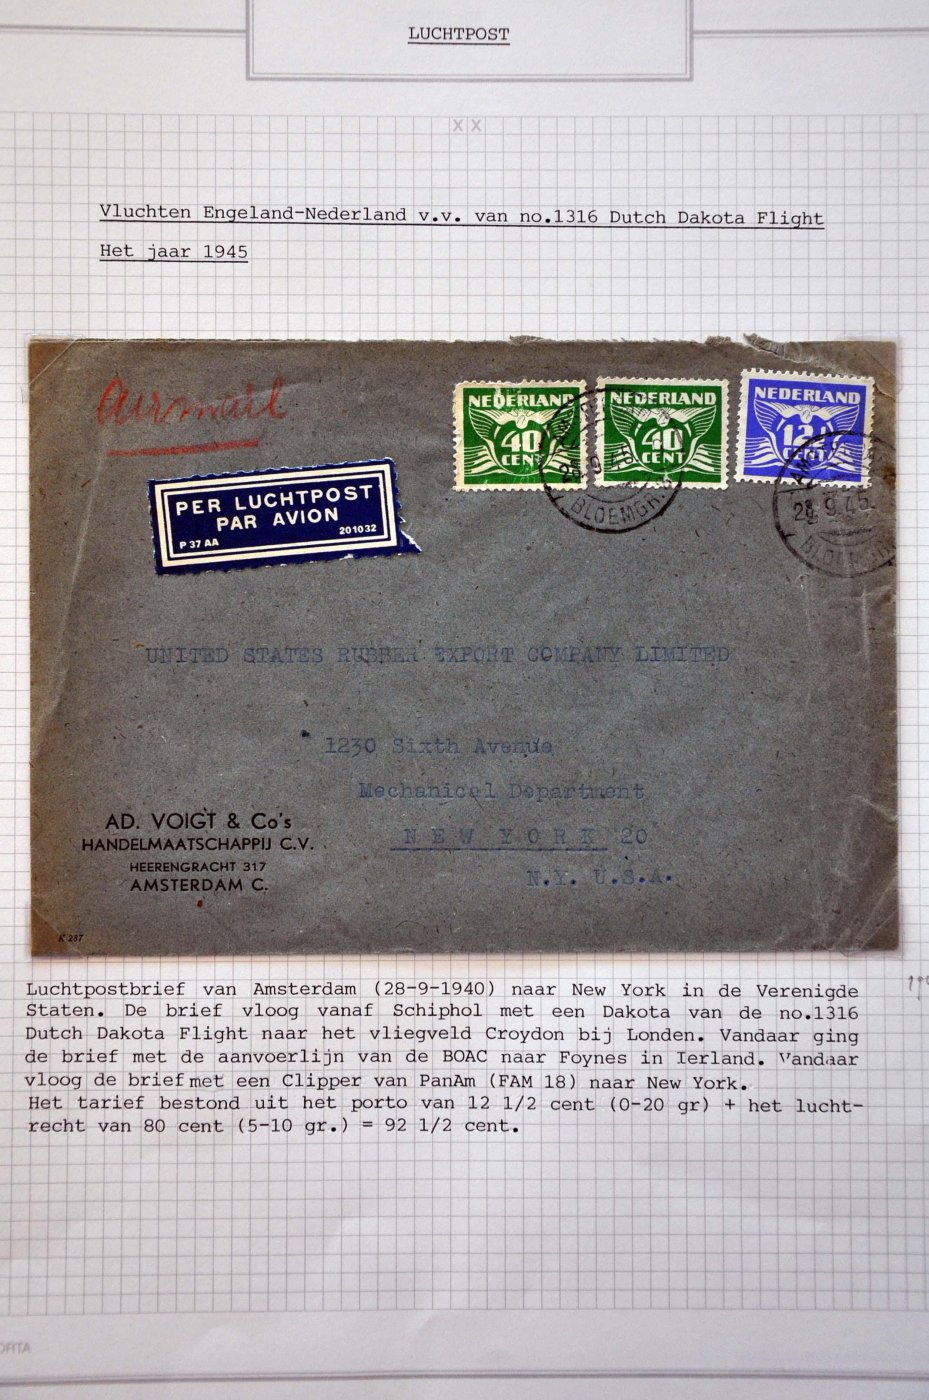 LUCHTPOST
XX
Vluchten Engeland-Nederland v.v. van no.1316 Dutch Dakota Flight
Het jaar 1945
Airmail
NEDERLAND
40
CENT
NEDERLAND
40
CENT
NEDERLAND
12½
CENT
BLOEMGR.
28.9.45.
PER LUCHTPOST
PAR AVION
P 37 AA
201032
UNITED STATES RUBBER EXPORT COMPANY LIMITED
1230 Sixth Avenue
Mechanical Department
NEW YORK 20
N.Y. U.S.A.
AD. VOIGT & Co's
HANDELMAATSCHAPPIJ C.V.
HEERENGRACHT 317
AMSTERDAM C.
K 287
Luchtpostbrief van Amsterdam (28-9-1940) naar New York in de Verenigde
Staten. De brief vloog vanaf Schiphol met een Dakota van de no.1316
Dutch Dakota Flight naar het vliegveld Croydon bij Londen. Vandaar ging
de brief met de aanvoerlijn van de BOAC naar Foynes in Ierland. Vandaar
vloog de brief met een Clipper van PanAm (FAM 18) naar New York.
Het tarief bestond uit het porto van 12 1/2 cent (0-20 gr) + het lucht-
recht van 80 cent (5-10 gr.) = 92 1/2 cent.